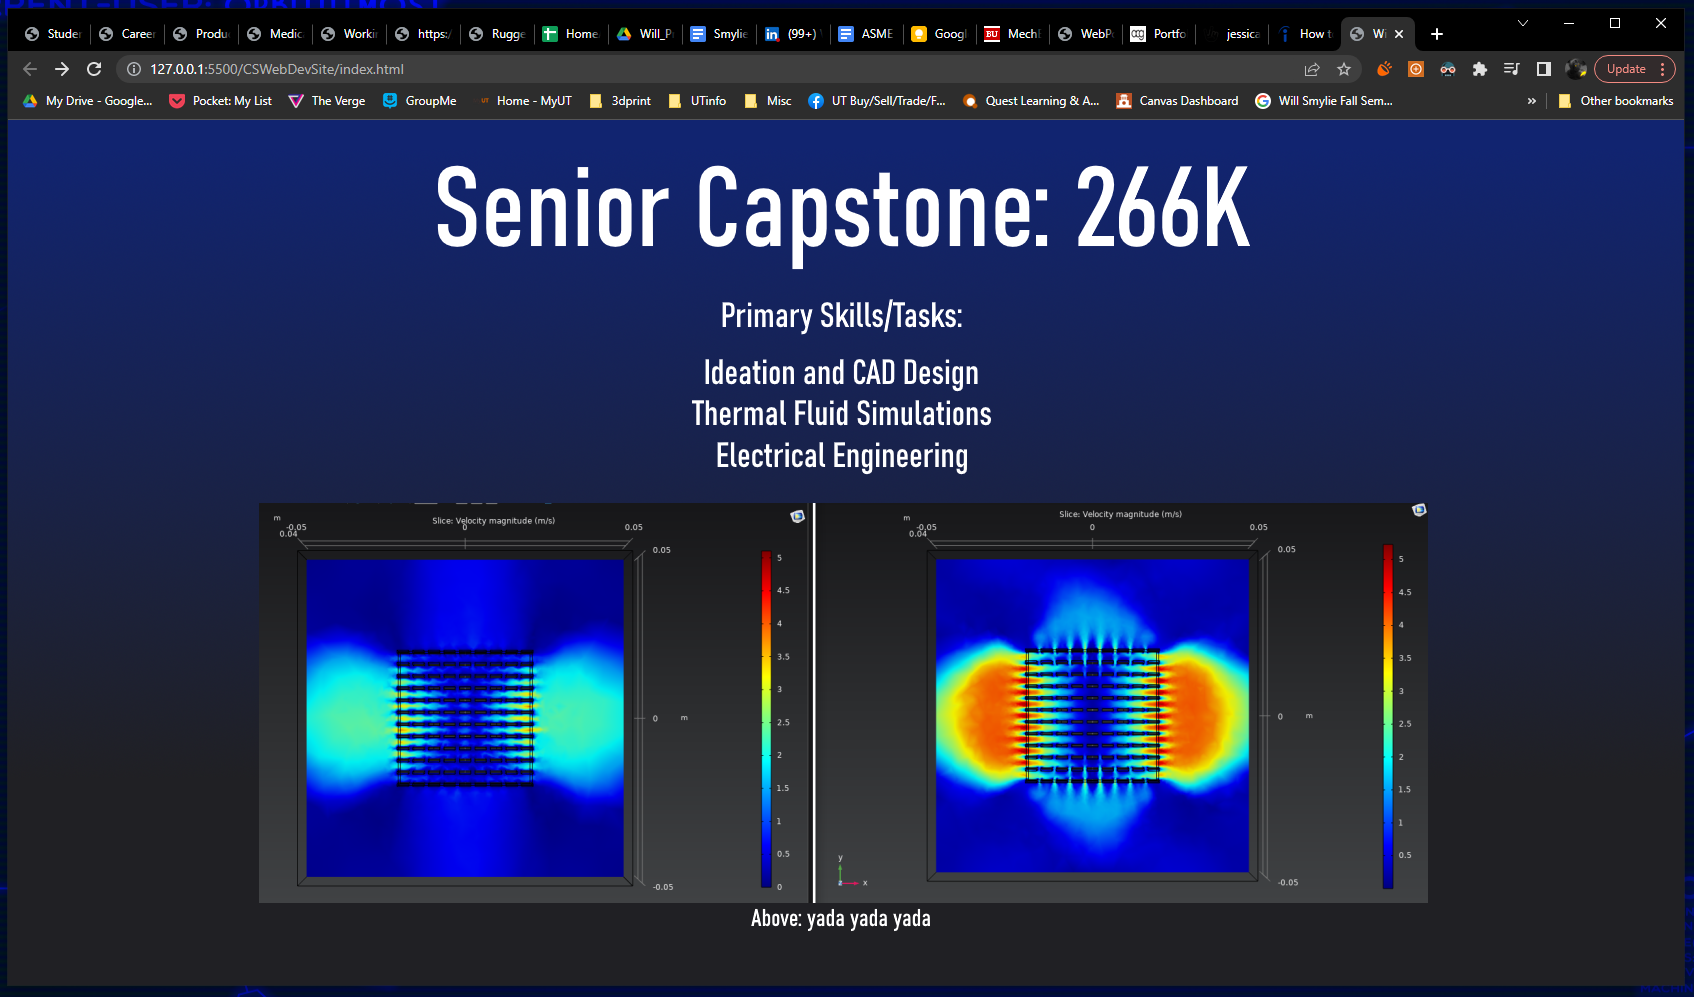 Studer
Career
Produ
Medic
Workin
https:/
Rugge
Home
Will_P
Smylie
(99+)
ASME
Googl
MechE
WebP
Portfo
jessica
How t
Wi
127.0.0.1:5500/CSWebDevSite/index.html
Update
My Drive - Google...
Pocket: My List
The Verge
GroupMe
Home - MyUT
3dprint
UTinfo
Misc
UT Buy/Sell/Trade/F...
Quest Learning & A...
Canvas Dashboard
Will Smylie Fall Sem...
»
Other bookmarks
Senior Capstone: 266K
Primary Skills/Tasks:
Ideation and CAD Design
Thermal Fluid Simulations
Electrical Engineering
Slice: Velocity magnitude (m/s)
m
-0.05
0
0.05
0.04
0.05
0
m
-0.05
5
4.5
4
3.5
3
2.5
2
1.5
1
0.5
0
Slice: Velocity magnitude (m/s)
m
-0.05
0
0.05
0.04
0.05
0
m
-0.05
5
4.5
4
3.5
3
2.5
2
1.5
1
0.5
y
z
x
Above: yada yada yada